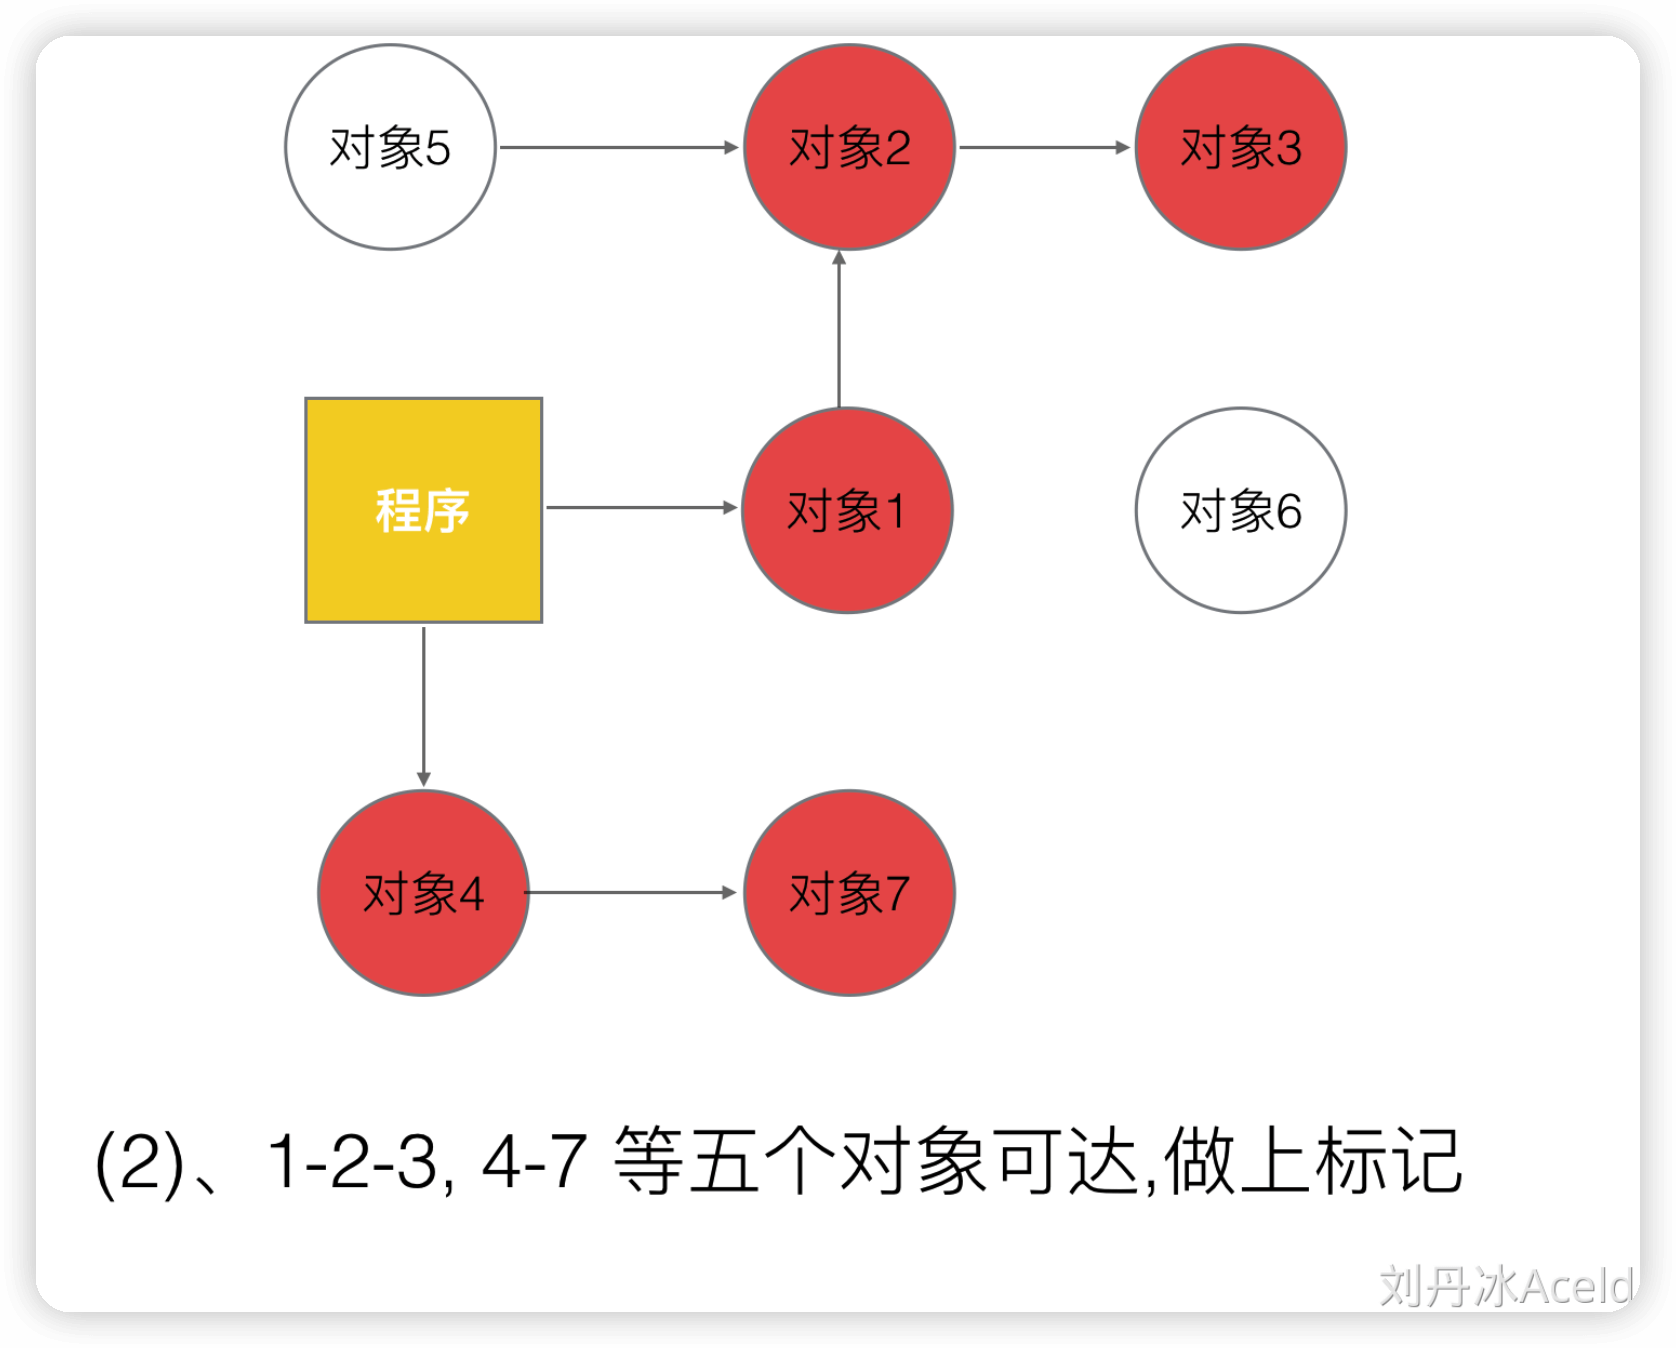 对象5
对象2
对象3
程序
对象1
对象6
对象4
对象7
(2)、1-2-3, 4-7 等五个对象可达,做上标记
刘丹冰Aceld